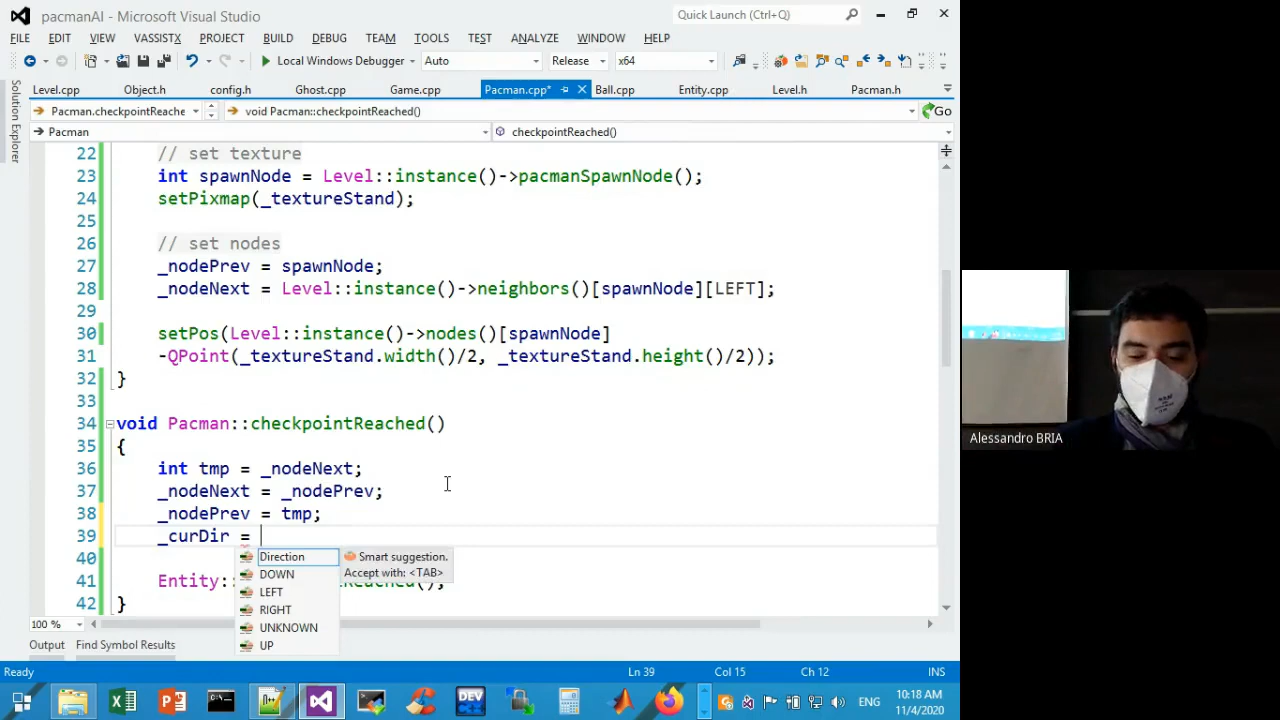 pacmanAI - Microsoft Visual Studio
Quick Launch (Ctrl+Q)
FILE EDIT VIEW VASSISTX PROJECT BUILD DEBUG TEAM TOOLS TEST ANALYZE WINDOW HELP
Local Windows Debugger Auto Release x64
Solution Explorer
Level.cpp Object.h config.h Ghost.cpp Game.cpp Pacman.cpp* Ball.cpp Entity.cpp Level.h Pacman.h
Pacman.checkpointReache void Pacman::checkpointReached() Go
Pacman checkpointReached()
22 // set texture
23 int spawnNode = Level::instance()->pacmanSpawnNode();
24 setPixmap(_textureStand);
25
26 // set nodes
27 _nodePrev = spawnNode;
28 _nodeNext = Level::instance()->neighbors()[spawnNode][LEFT];
29
30 setPos(Level::instance()->nodes()[spawnNode]
31 -QPoint(_textureStand.width()/2, _textureStand.height()/2));
32 }
33
34 void Pacman::checkpointReached()
35 {
36 int tmp = _nodeNext;
37 _nodeNext = _nodePrev;
38 _nodePrev = tmp;
39 _curDir =
40
41 Entity::
42 }
Direction
DOWN
LEFT
RIGHT
UNKNOWN
UP
Smart suggestion.
Accept with: <TAB>
100 %
Output Find Symbol Results
Ready Ln 39 Col 15 Ch 12 INS
DEV
ENG
10:18 AM
11/4/2020
Alessandro BRIA